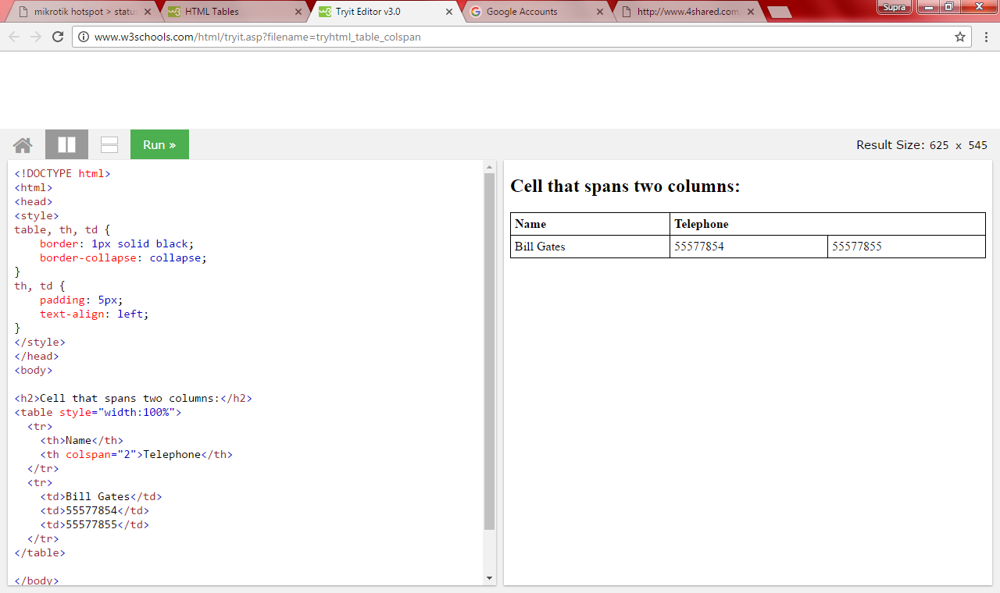 mikrotik hotspot > statu
HTML Tables
Tryit Editor v3.0
Google Accounts
http://www.4shared.com
Supra
www.w3schools.com/html/tryit.asp?filename=tryhtml_table_colspan
Run »
Result Size: 625 x 545
<!DOCTYPE html>
<html>
<head>
<style>
table, th, td {
    border: 1px solid black;
    border-collapse: collapse;
}
th, td {
    padding: 5px;
    text-align: left;
}
</style>
</head>
<body>

<h2>Cell that spans two columns:</h2>
<table style="width:100%">
  <tr>
    <th>Name</th>
    <th colspan="2">Telephone</th>
  </tr>
  <tr>
    <td>Bill Gates</td>
    <td>55577854</td>
    <td>55577855</td>
  </tr>
</table>

</body>
Cell that spans two columns:
Name Telephone
Bill Gates 55577854 55577855